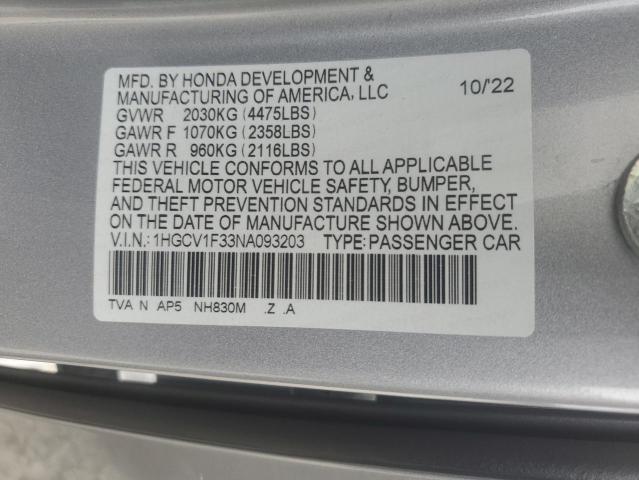 MFD. BY HONDA DEVELOPMENT &
MANUFACTURING OF AMERICA, LLC 10/'22
GVWR 2030KG (4475LBS)
GAWR F 1070KG (2358LBS)
GAWR R 960KG (2116LBS)
THIS VEHICLE CONFORMS TO ALL APPLICABLE
FEDERAL MOTOR VEHICLE SAFETY, BUMPER,
AND THEFT PREVENTION STANDARDS IN EFFECT
ON THE DATE OF MANUFACTURE SHOWN ABOVE.
V.I.N.: 1HGCV1F33NA093203 TYPE: PASSENGER CAR
TVA N AP5 NH830M .Z .A